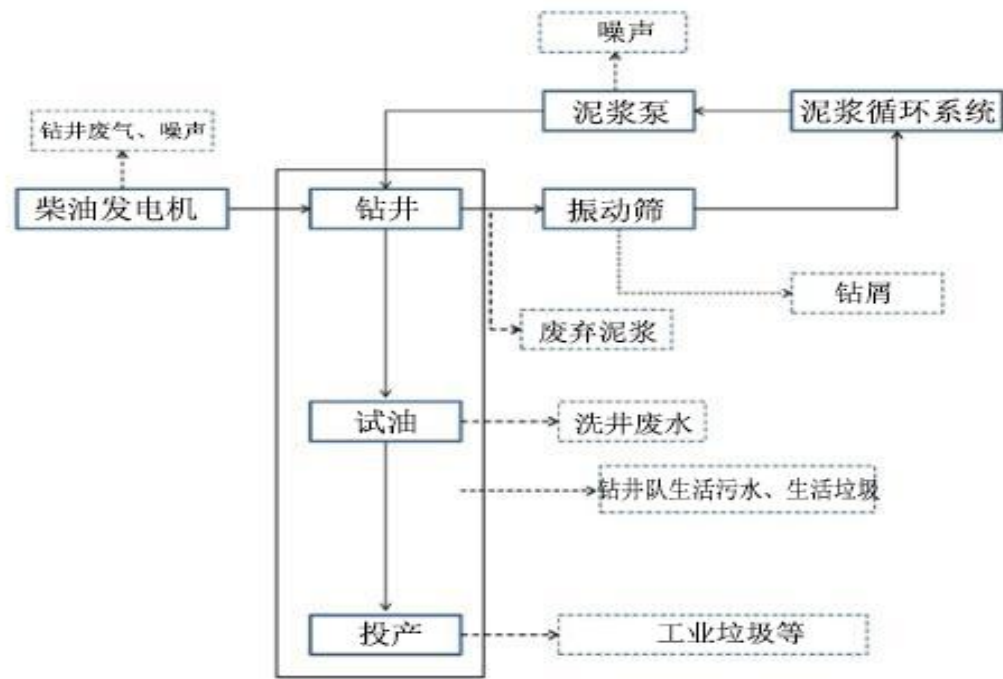 噪声
泥浆泵
泥浆循环系统
钻井废气、噪声
柴油发电机
钻井
振动筛
钻屑
废弃泥浆
试油
洗井废水
钻井队生活污水、生活垃圾
投产
工业垃圾等